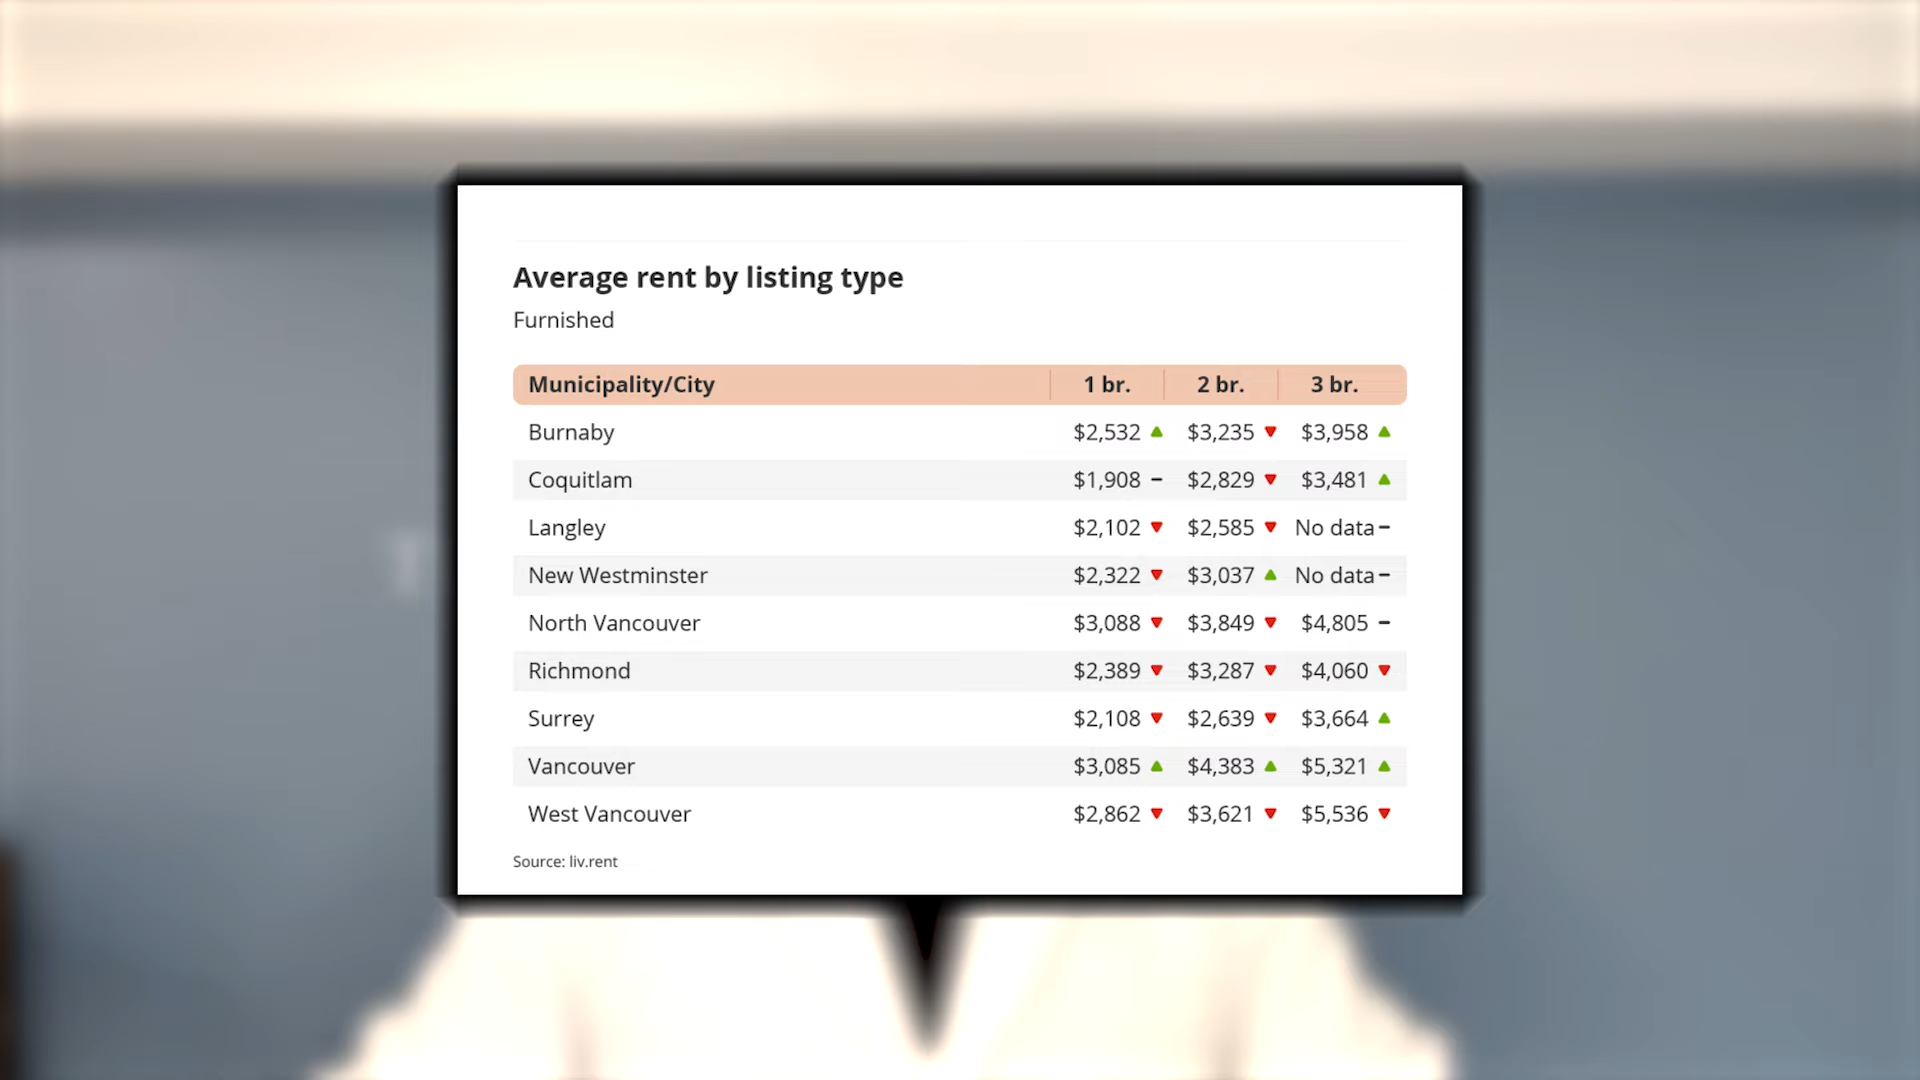 Average rent by listing type
Furnished
Municipality/City 1 br. 2 br. 3 br.
Burnaby $2,532 ▲ $3,235 ▼ $3,958 ▲
Coquitlam $1,908 – $2,829 ▼ $3,481 ▲
Langley $2,102 ▼ $2,585 ▼ No data –
New Westminster $2,322 ▼ $3,037 ▲ No data –
North Vancouver $3,088 ▼ $3,849 ▼ $4,805 –
Richmond $2,389 ▼ $3,287 ▼ $4,060 ▼
Surrey $2,108 ▼ $2,639 ▼ $3,664 ▲
Vancouver $3,085 ▲ $4,383 ▲ $5,321 ▲
West Vancouver $2,862 ▼ $3,621 ▼ $5,536 ▼
Source: liv.rent